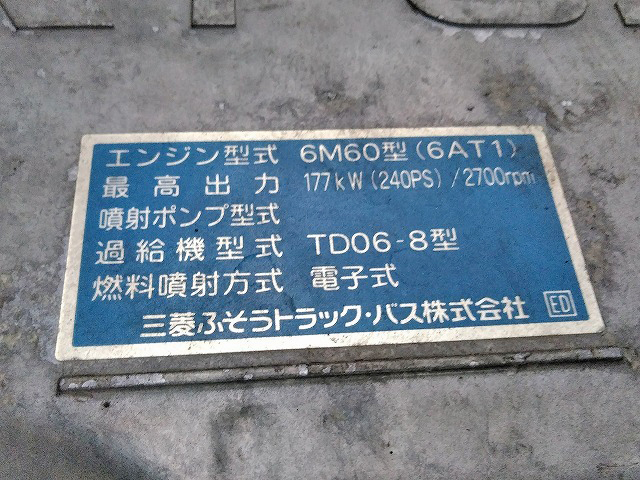 エンジン型式 6M60型(6AT1)
最高出力 177kW(240PS)/2700rpm
噴射ポンプ型式
過給機型式 TD06-8型
燃料噴射方式 電子式
三菱ふそうトラック・バス株式会社 ED